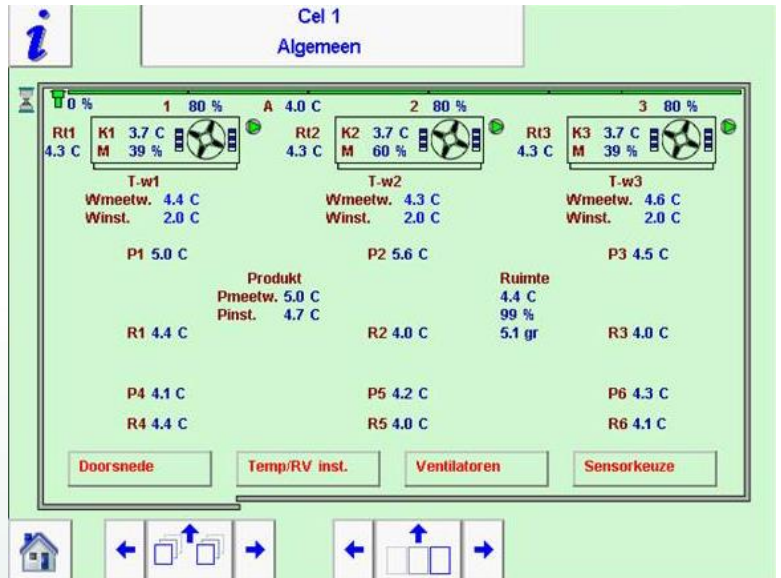 i
Cel 1
Algemeen
0 % 1 80 % A 4.0 C 2 80 % 3 80 %
Rt1 K1 3.7 C Rt2 K2 3.7 C Rt3 K3 3.7 C
4.3 C M 39 % 4.3 C M 60 % 4.3 C M 39 %
T-w1 T-w2 T-w3
Wmeetw. 4.4 C Wmeetw. 4.3 C Wmeetw. 4.6 C
Winst. 2.0 C Winst. 2.0 C Winst. 2.0 C
P1 5.0 C P2 5.6 C P3 4.5 C
Produkt Ruimte
Pmeetw. 5.0 C 4.4 C
Pinst. 4.7 C 99 %
R1 4.4 C R2 4.0 C 5.1 gr R3 4.0 C
P4 4.1 C P5 4.2 C P6 4.3 C
R4 4.4 C R5 4.0 C R6 4.1 C
Doorsnede Temp/RV inst. Ventilatoren Sensorkeuze